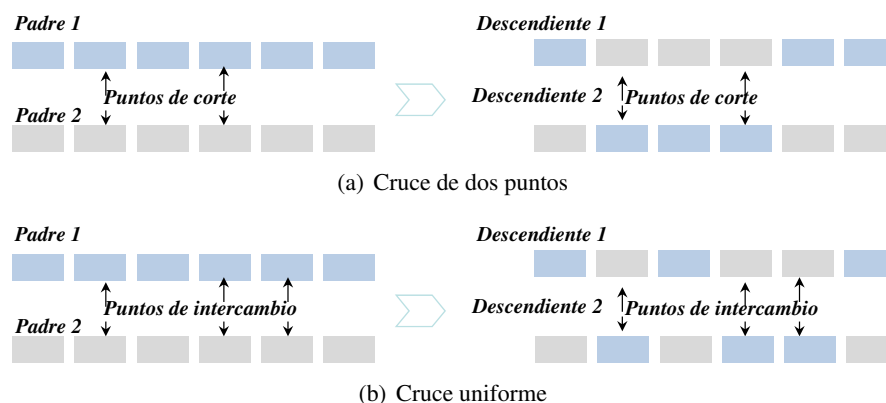 Padre 1
Descendiente 1
Puntos de corte
Descendiente 2
Puntos de corte
Padre 2
(a) Cruce de dos puntos
Padre 1
Descendiente 1
Puntos de intercambio
Descendiente 2
Puntos de intercambio
Padre 2
(b) Cruce uniforme